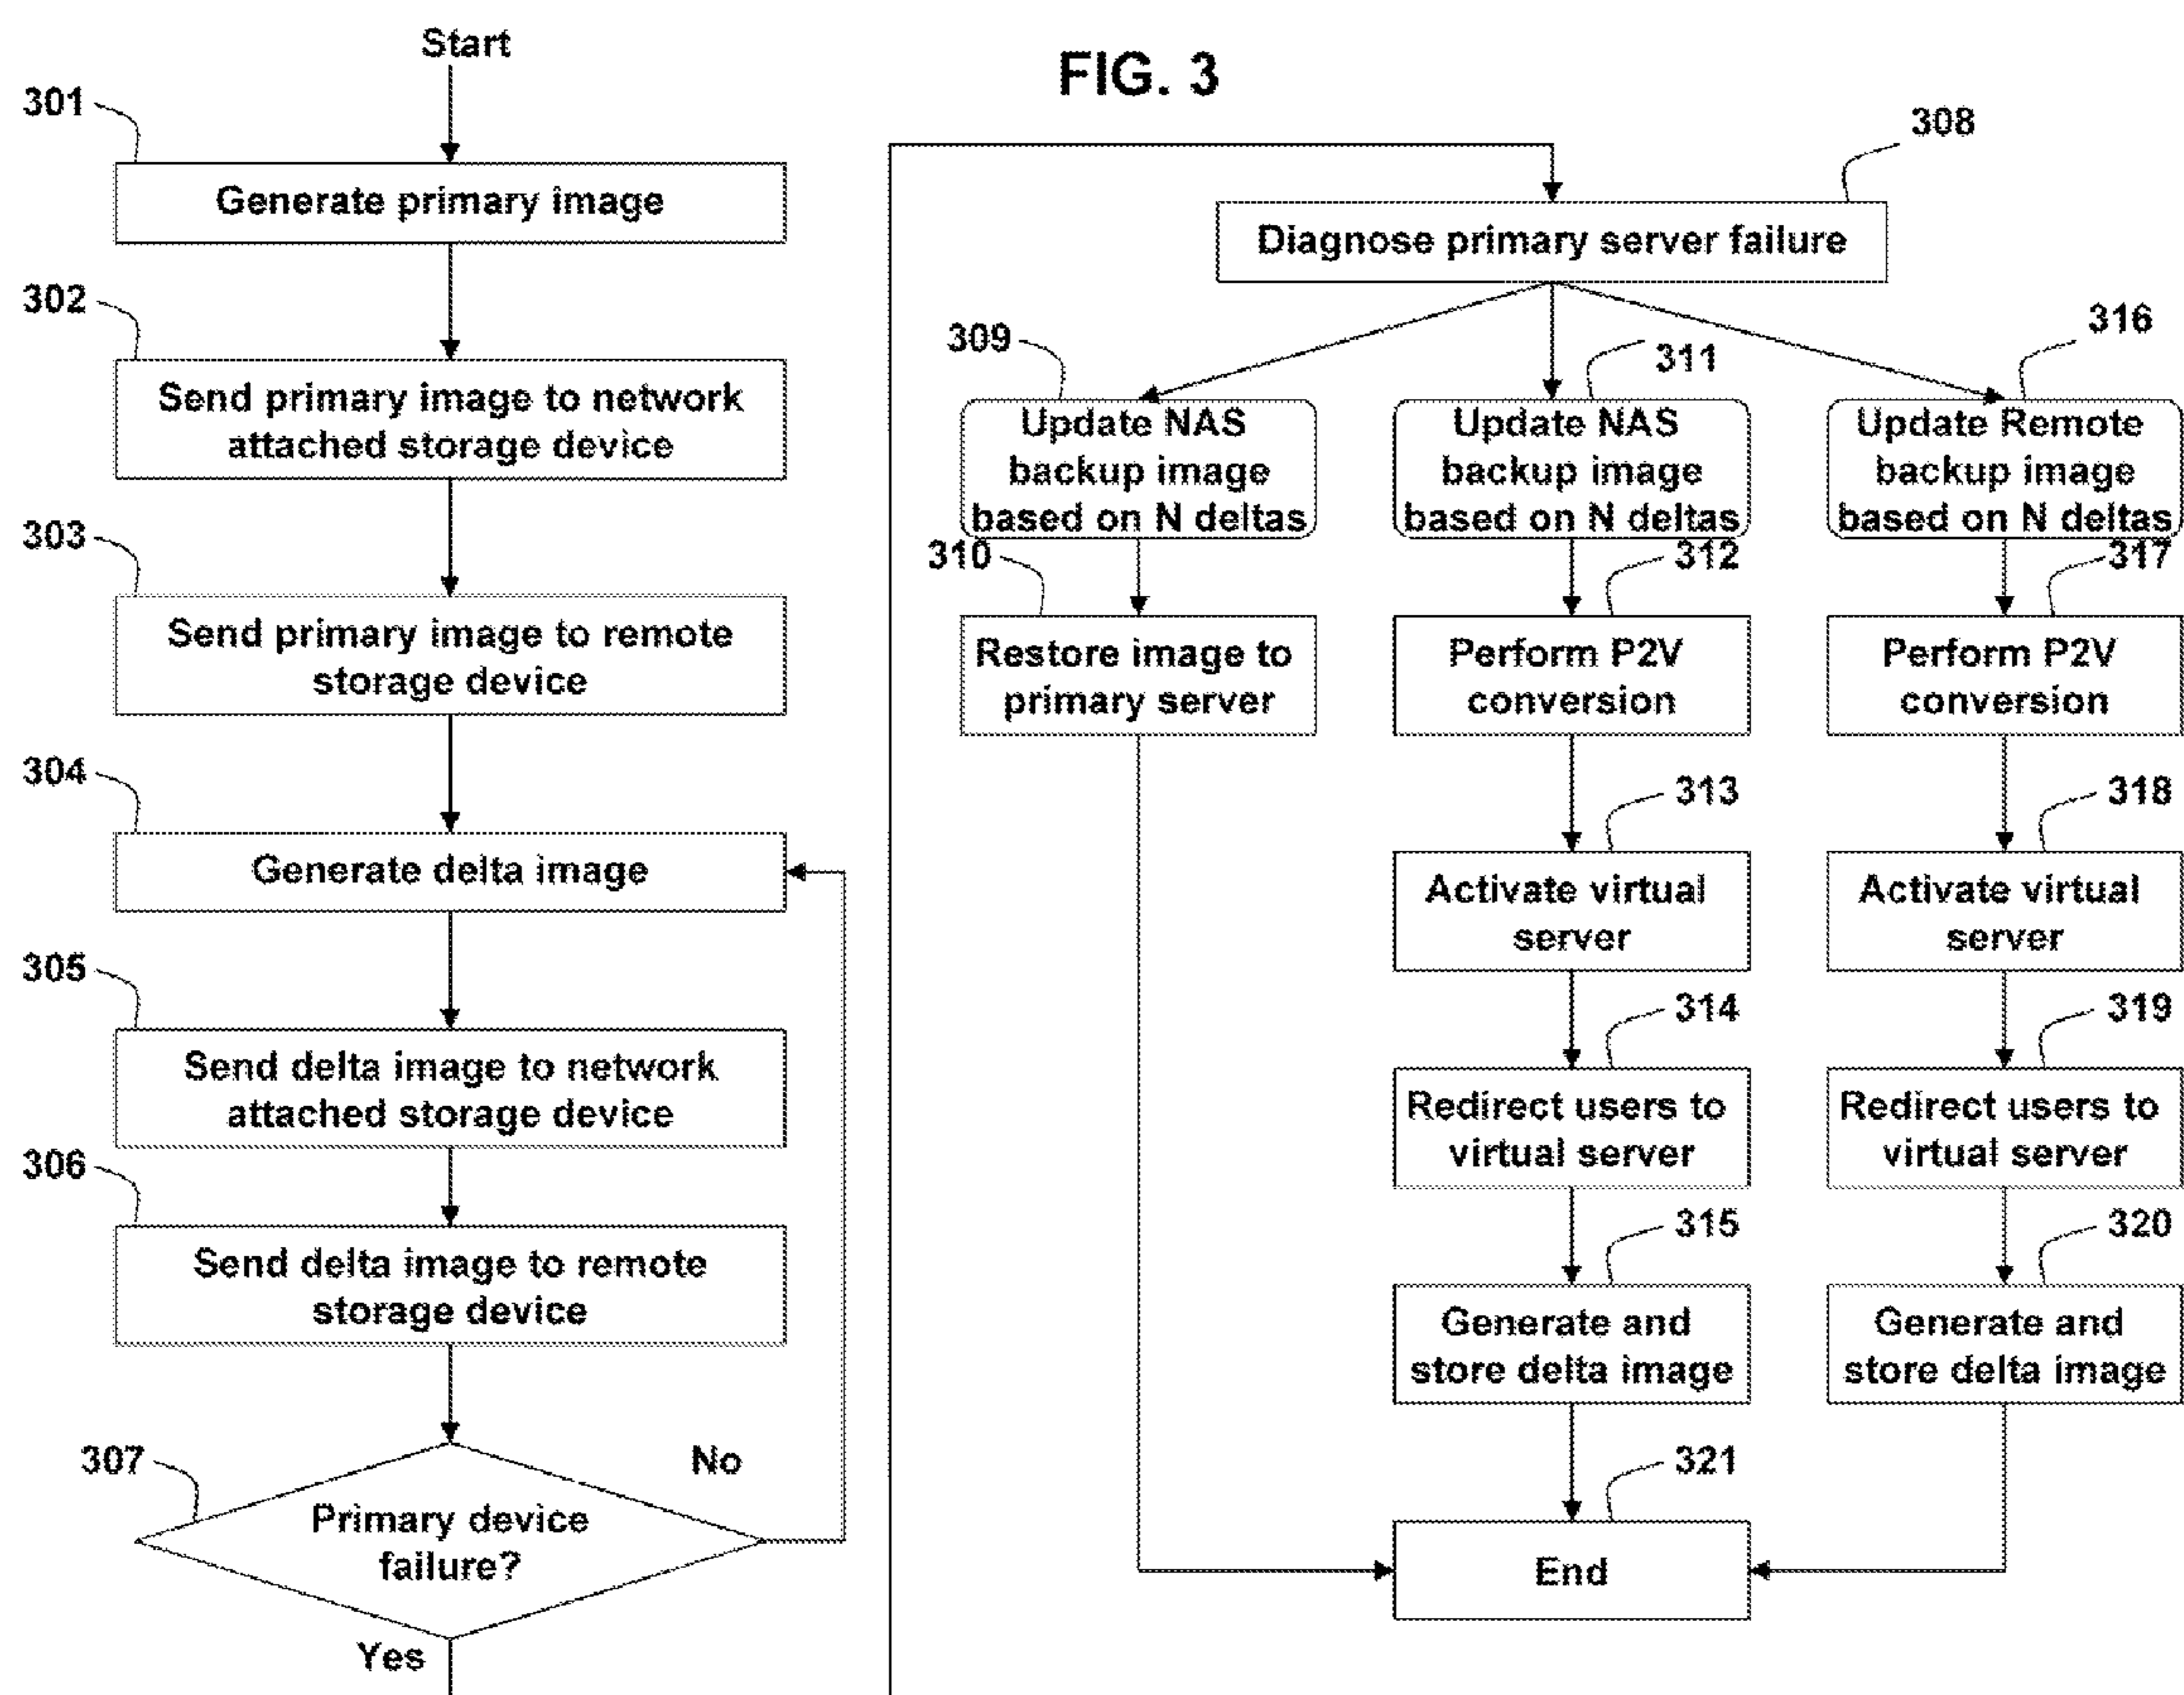 Start
FIG. 3
301
Generate primary image
302
Send primary image to network
attached storage device
303
Send primary image to remote
storage device
304
Generate delta image
305
Send delta image to network
attached storage device
306
Send delta image to remote
storage device
307
Primary device
failure?
No
Yes
308
Diagnose primary server failure
309
Update NAS
backup image
based on N deltas
310
Restore image to
primary server
311
Update NAS
backup image
based on N deltas
312
Perform P2V
conversion
313
Activate virtual
server
314
Redirect users to
virtual server
315
Generate and
store delta image
316
Update Remote
backup image
based on N deltas
317
Perform P2V
conversion
318
Activate virtual
server
319
Redirect users to
virtual server
320
Generate and
store delta image
321
End